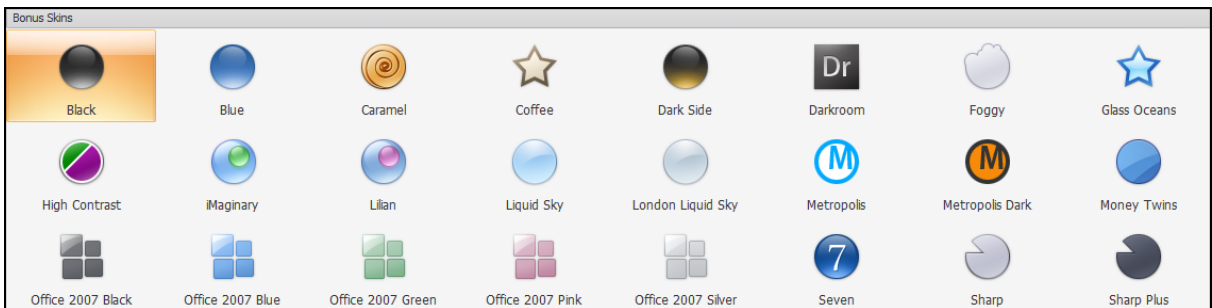 Bonus Skins
Dr
Black Blue Caramel Coffee Dark Side Darkroom Foggy Glass Oceans
M M
High Contrast iMaginary Lilian Liquid Sky London Liquid Sky Metropolis Metropolis Dark Money Twins
7
Office 2007 Black Office 2007 Blue Office 2007 Green Office 2007 Pink Office 2007 Silver Seven Sharp Sharp Plus